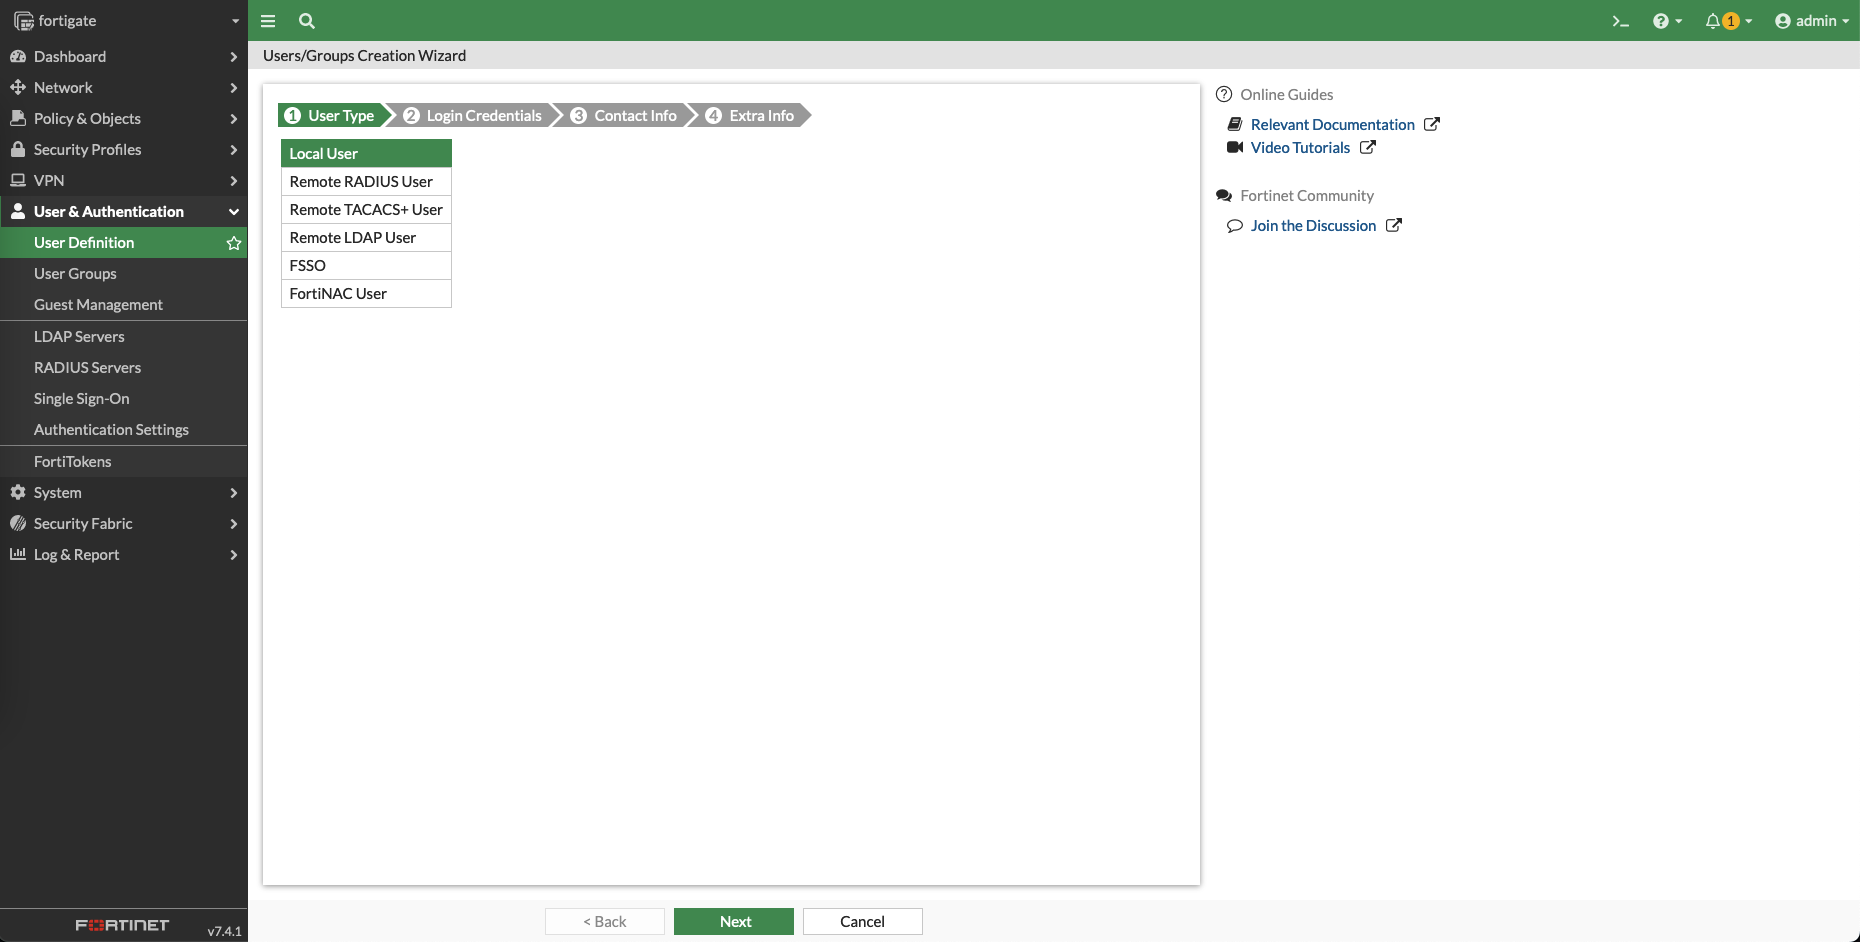 fortigate
1
admin
Dashboard
Network
Policy & Objects
Security Profiles
VPN
User & Authentication
User Definition
User Groups
Guest Management
LDAP Servers
RADIUS Servers
Single Sign-On
Authentication Settings
FortiTokens
System
Security Fabric
Log & Report
FORTINET
v7.4.1
Users/Groups Creation Wizard
1 User Type 2 Login Credentials 3 Contact Info 4 Extra Info
Local User
Remote RADIUS User
Remote TACACS+ User
Remote LDAP User
FSSO
FortiNAC User
Online Guides
Relevant Documentation
Video Tutorials
Fortinet Community
Join the Discussion
< Back Next Cancel